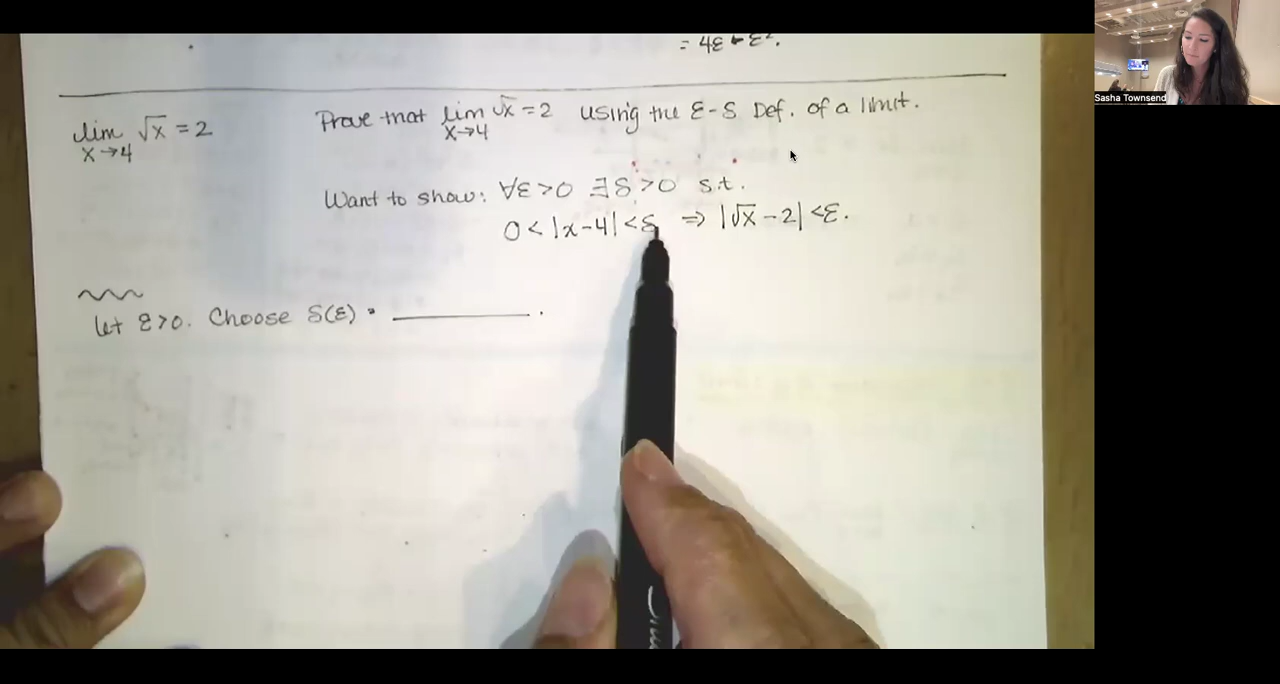 = 4ε - ε².
lim √x = 2
x→4
Prove that lim √x = 2 using the ε-δ Def. of a limit.
x→4
Want to show: ∀ε>0 ∃δ>0 s.t.
0 < |x-4| < δ ⇒ |√x - 2| < ε.
Let ε>0. Choose δ(ε) = ________.
Sasha Townsend